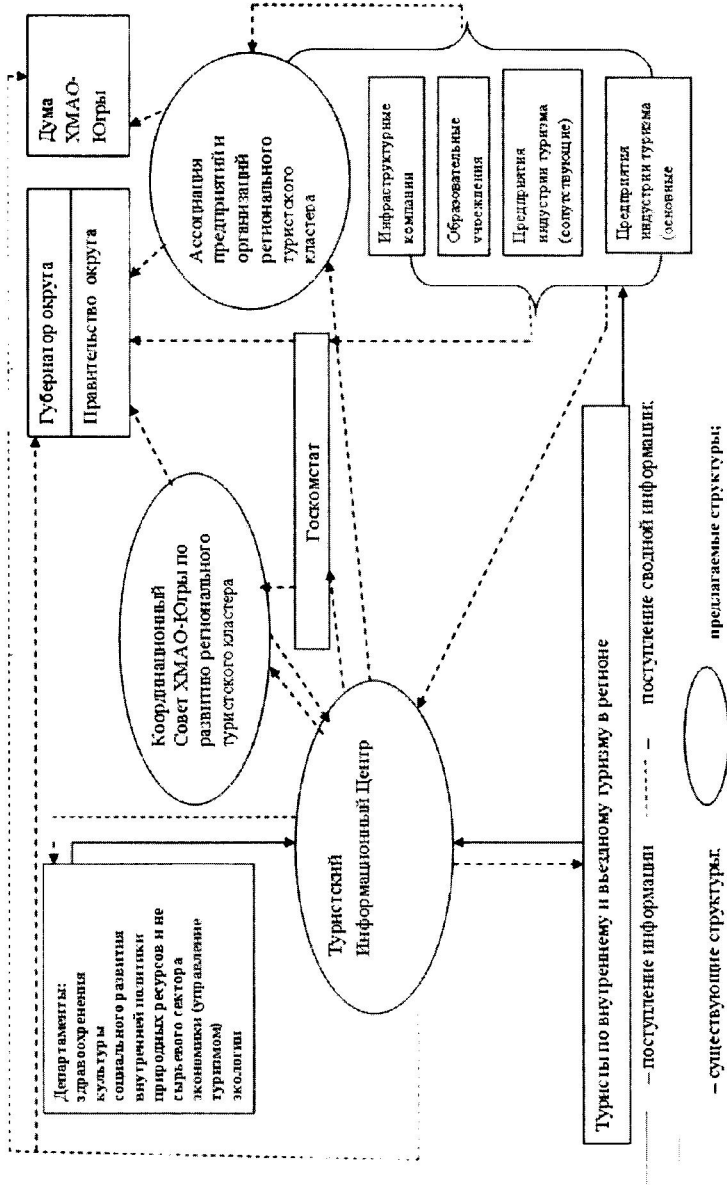 Дума
ХМАО-
Югры
Губернатор округа
Правительство округа
Ассоциация
предприятий и
организаций
регионального
туристского
кластера
Координационный
Совет ХМАО-Югры по
развитию регионального
туристского кластера
Госкомстат
Инфраструктурные
компании
Образовательные
учреждения
Предприятия
индустрии туризма
(сопутствующие)
Предприятия
индустрии туризма
(основные
Департаменты:
здравоохранения
культуры
социального развития
внутренней политики
природных ресурсов и не
сырьевого сектора
экономики (управление
туризмом)
экологии
Туристский
Информационный Центр
Туристы по внутреннему и въездному туризму в регионе
– поступление информации – поступление сводной информации;
– существующие структуры; предлагаемые структуры;